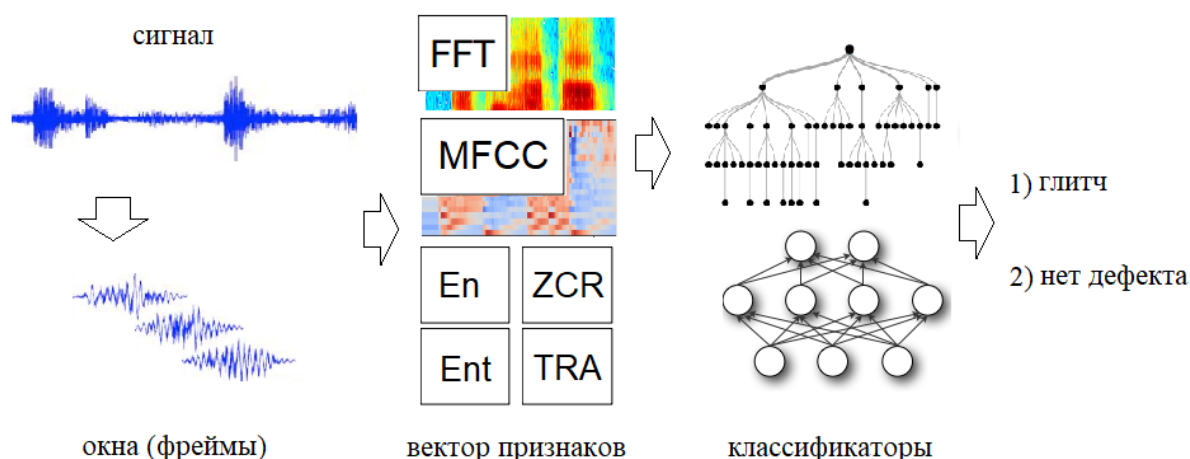 сигнал
окна (фреймы)
FFT
MFCC
En
ZCR
Ent
TRA
вектор признаков
классификаторы
1) глитч
2) нет дефекта